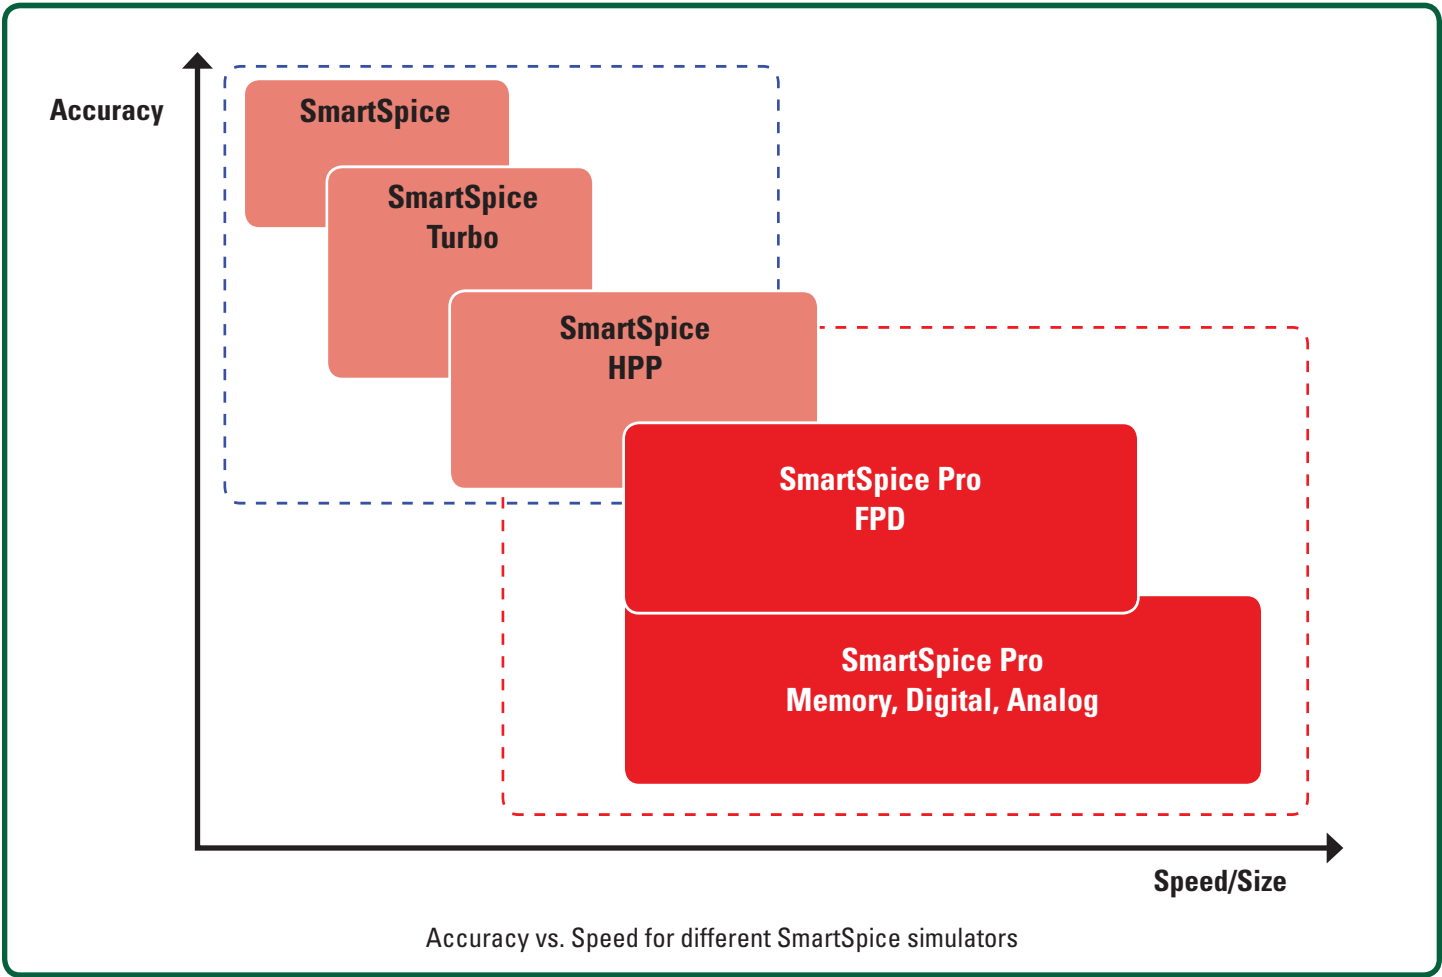 Accuracy
SmartSpice
SmartSpice
Turbo
SmartSpice
HPP
SmartSpice Pro
FPD
SmartSpice Pro
Memory, Digital, Analog
Speed/Size
Accuracy vs. Speed for different SmartSpice simulators